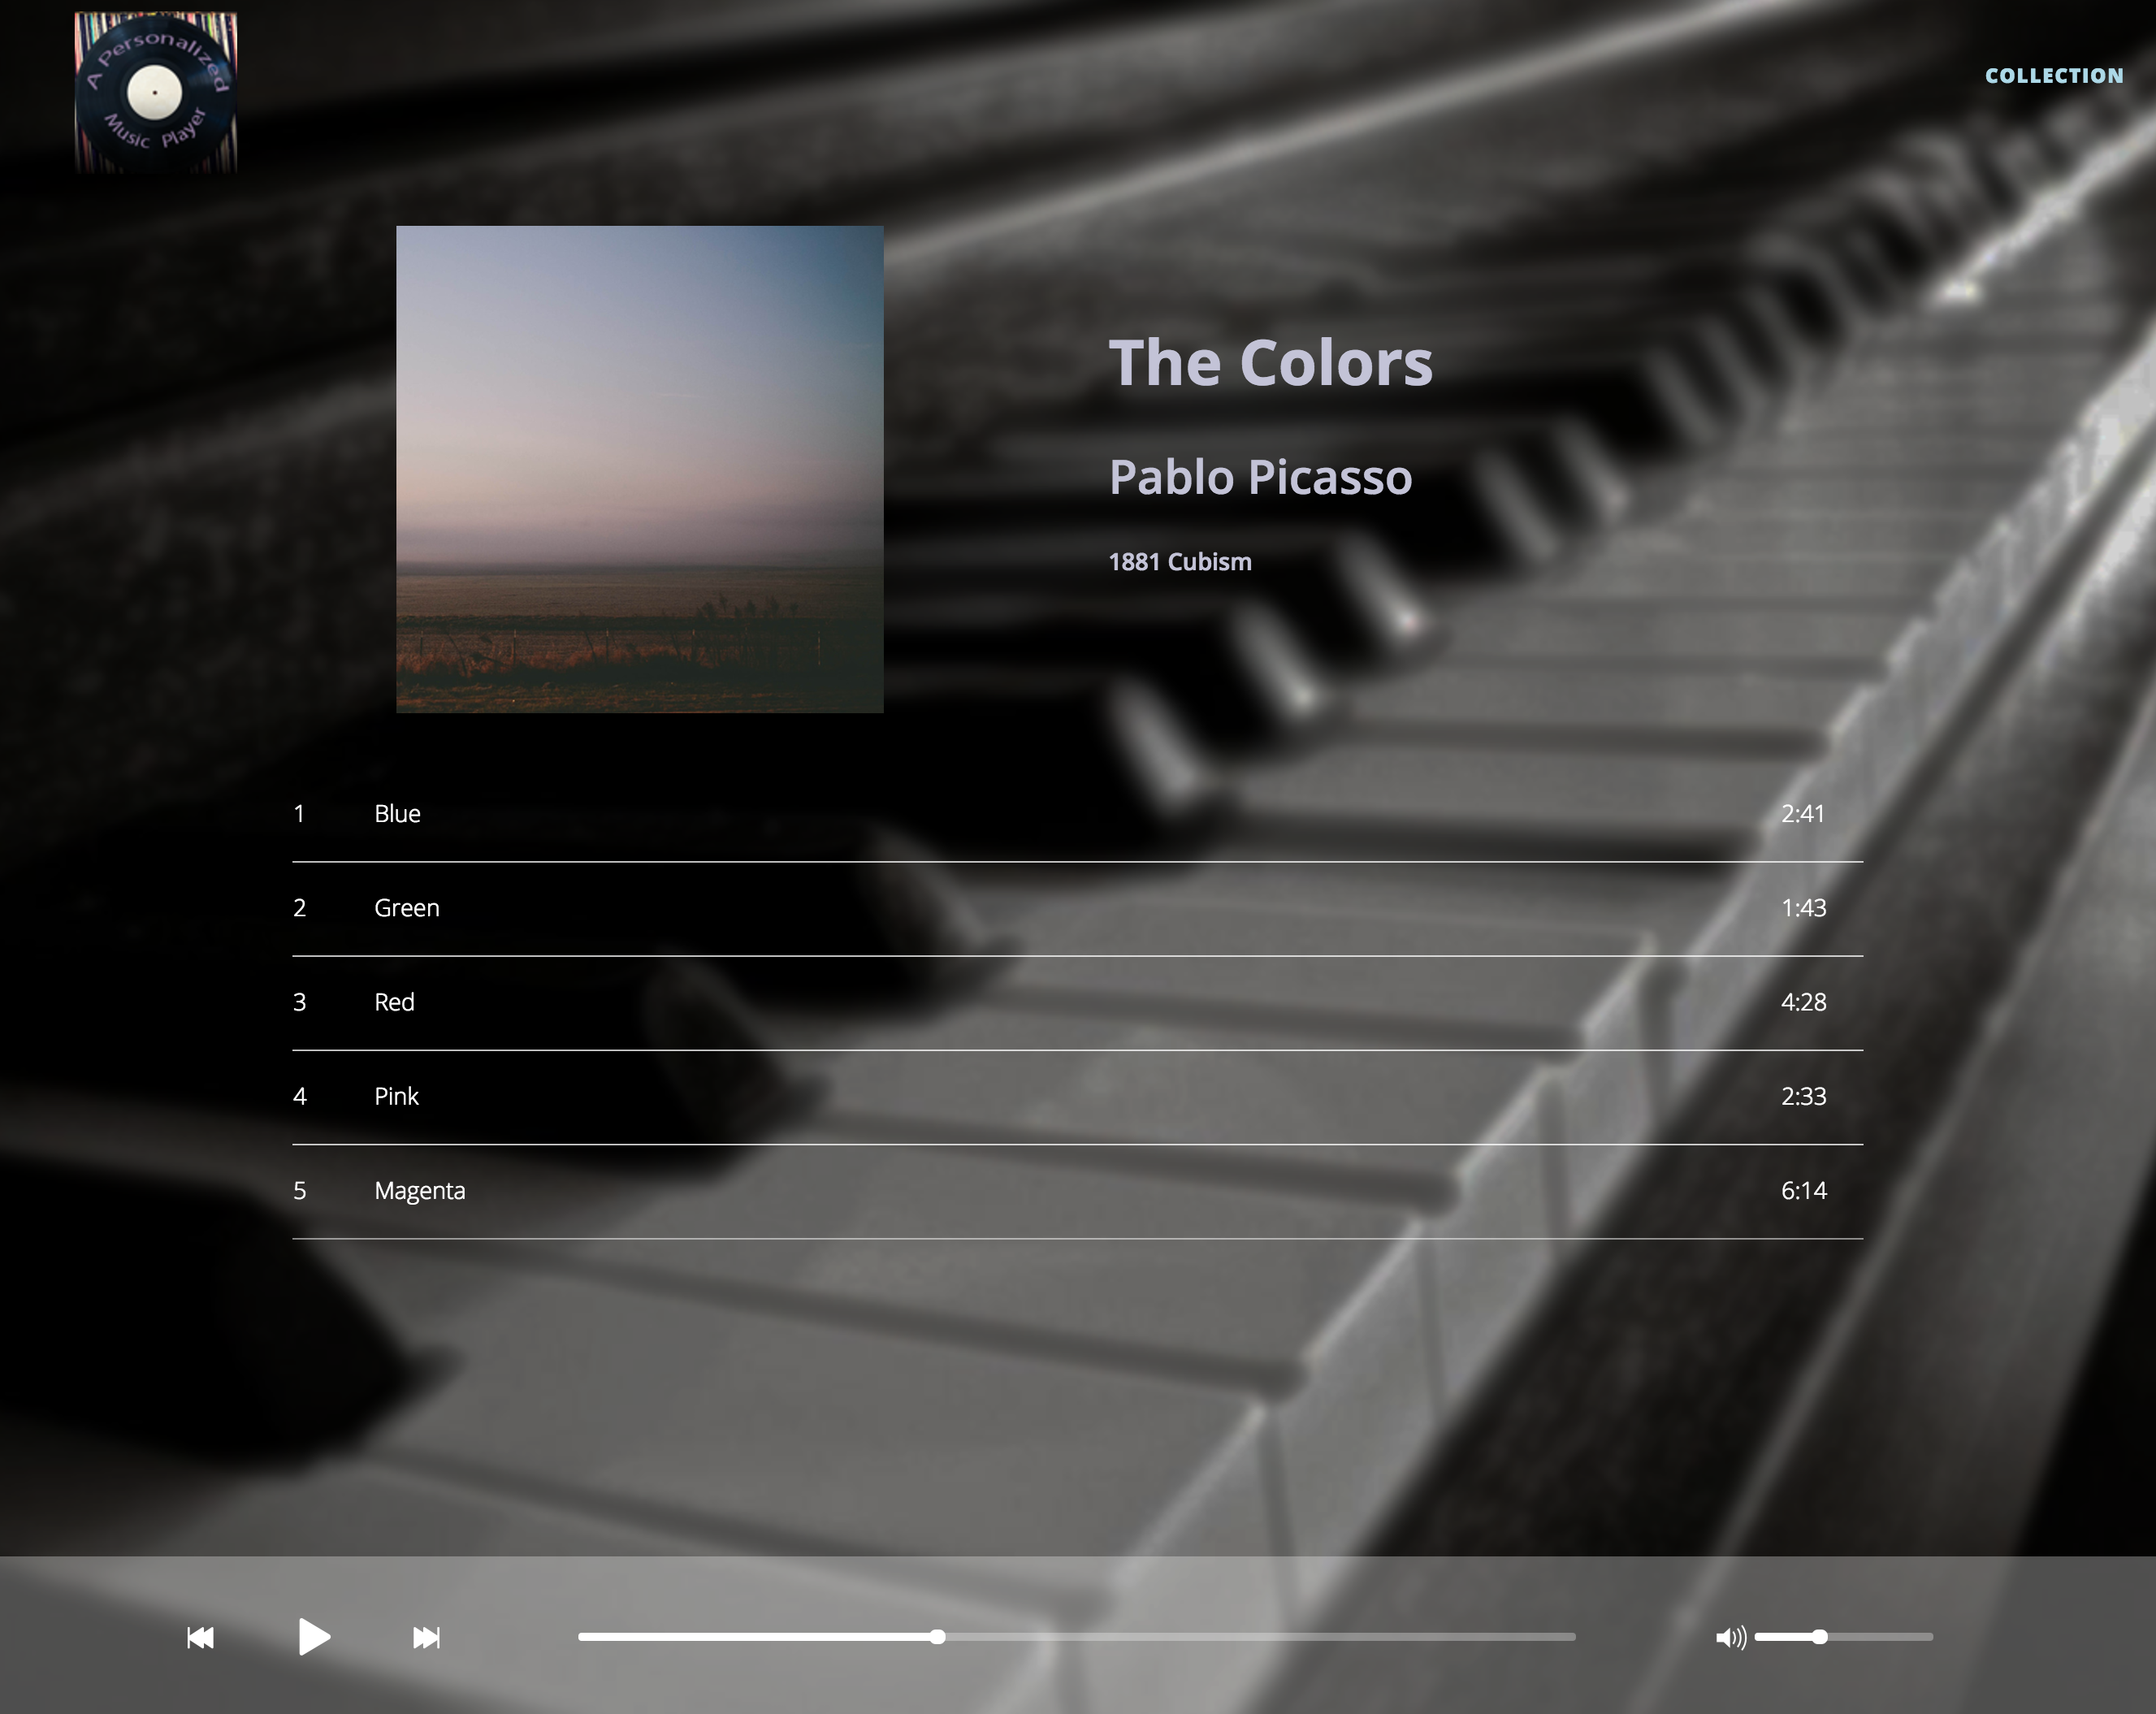 A Personalized
Music Player
COLLECTION
The Colors
Pablo Picasso
1881 Cubism
1 Blue 2:41
2 Green 1:43
3 Red 4:28
4 Pink 2:33
5 Magenta 6:14